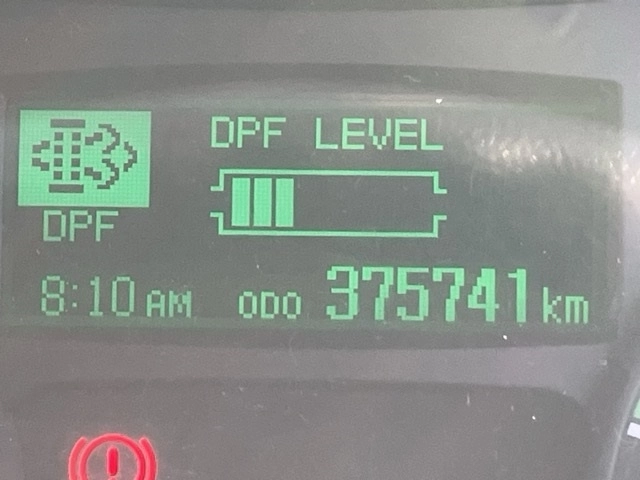 DPF LEVEL
DPF
8:10 AM ODO 375741 km